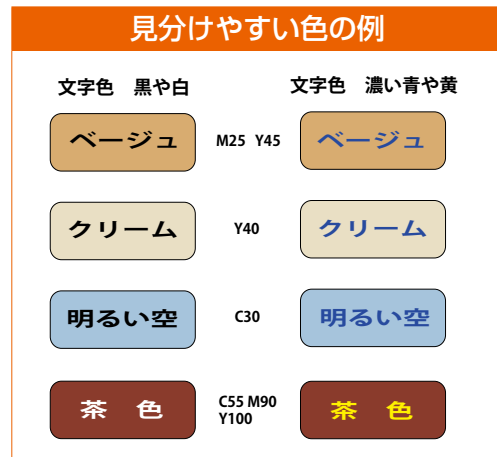 見分けやすい色の例
文字色　黒や白　文字色　濃い青や黄
ベージュ　M25 Y45　ベージュ
クリーム　Y40　クリーム
明るい空　C30　明るい空
茶　色　C55 M90 Y100　茶　色